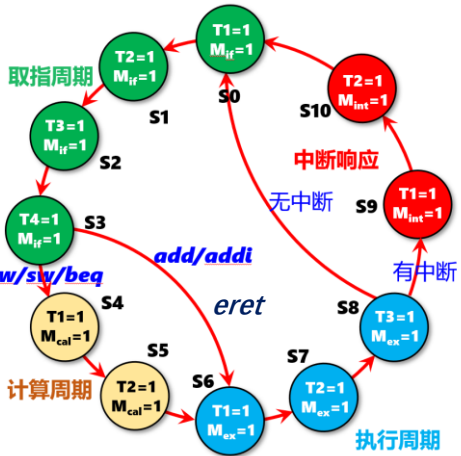 T1=1
Mif=1
S0
T2=1
Mif=1
S1
取指周期
T3=1
Mif=1
S2
T4=1
Mif=1
S3
w/sw/beq
add/addi
eret
T1=1
Mcal=1
S4
计算周期
T2=1
Mcal=1
S5
S6
T1=1
Mex=1
S7
T2=1
Mex=1
S8
T3=1
Mex=1
执行周期
无中断
有中断
S9
T1=1
Mint=1
中断响应
S10
T2=1
Mint=1